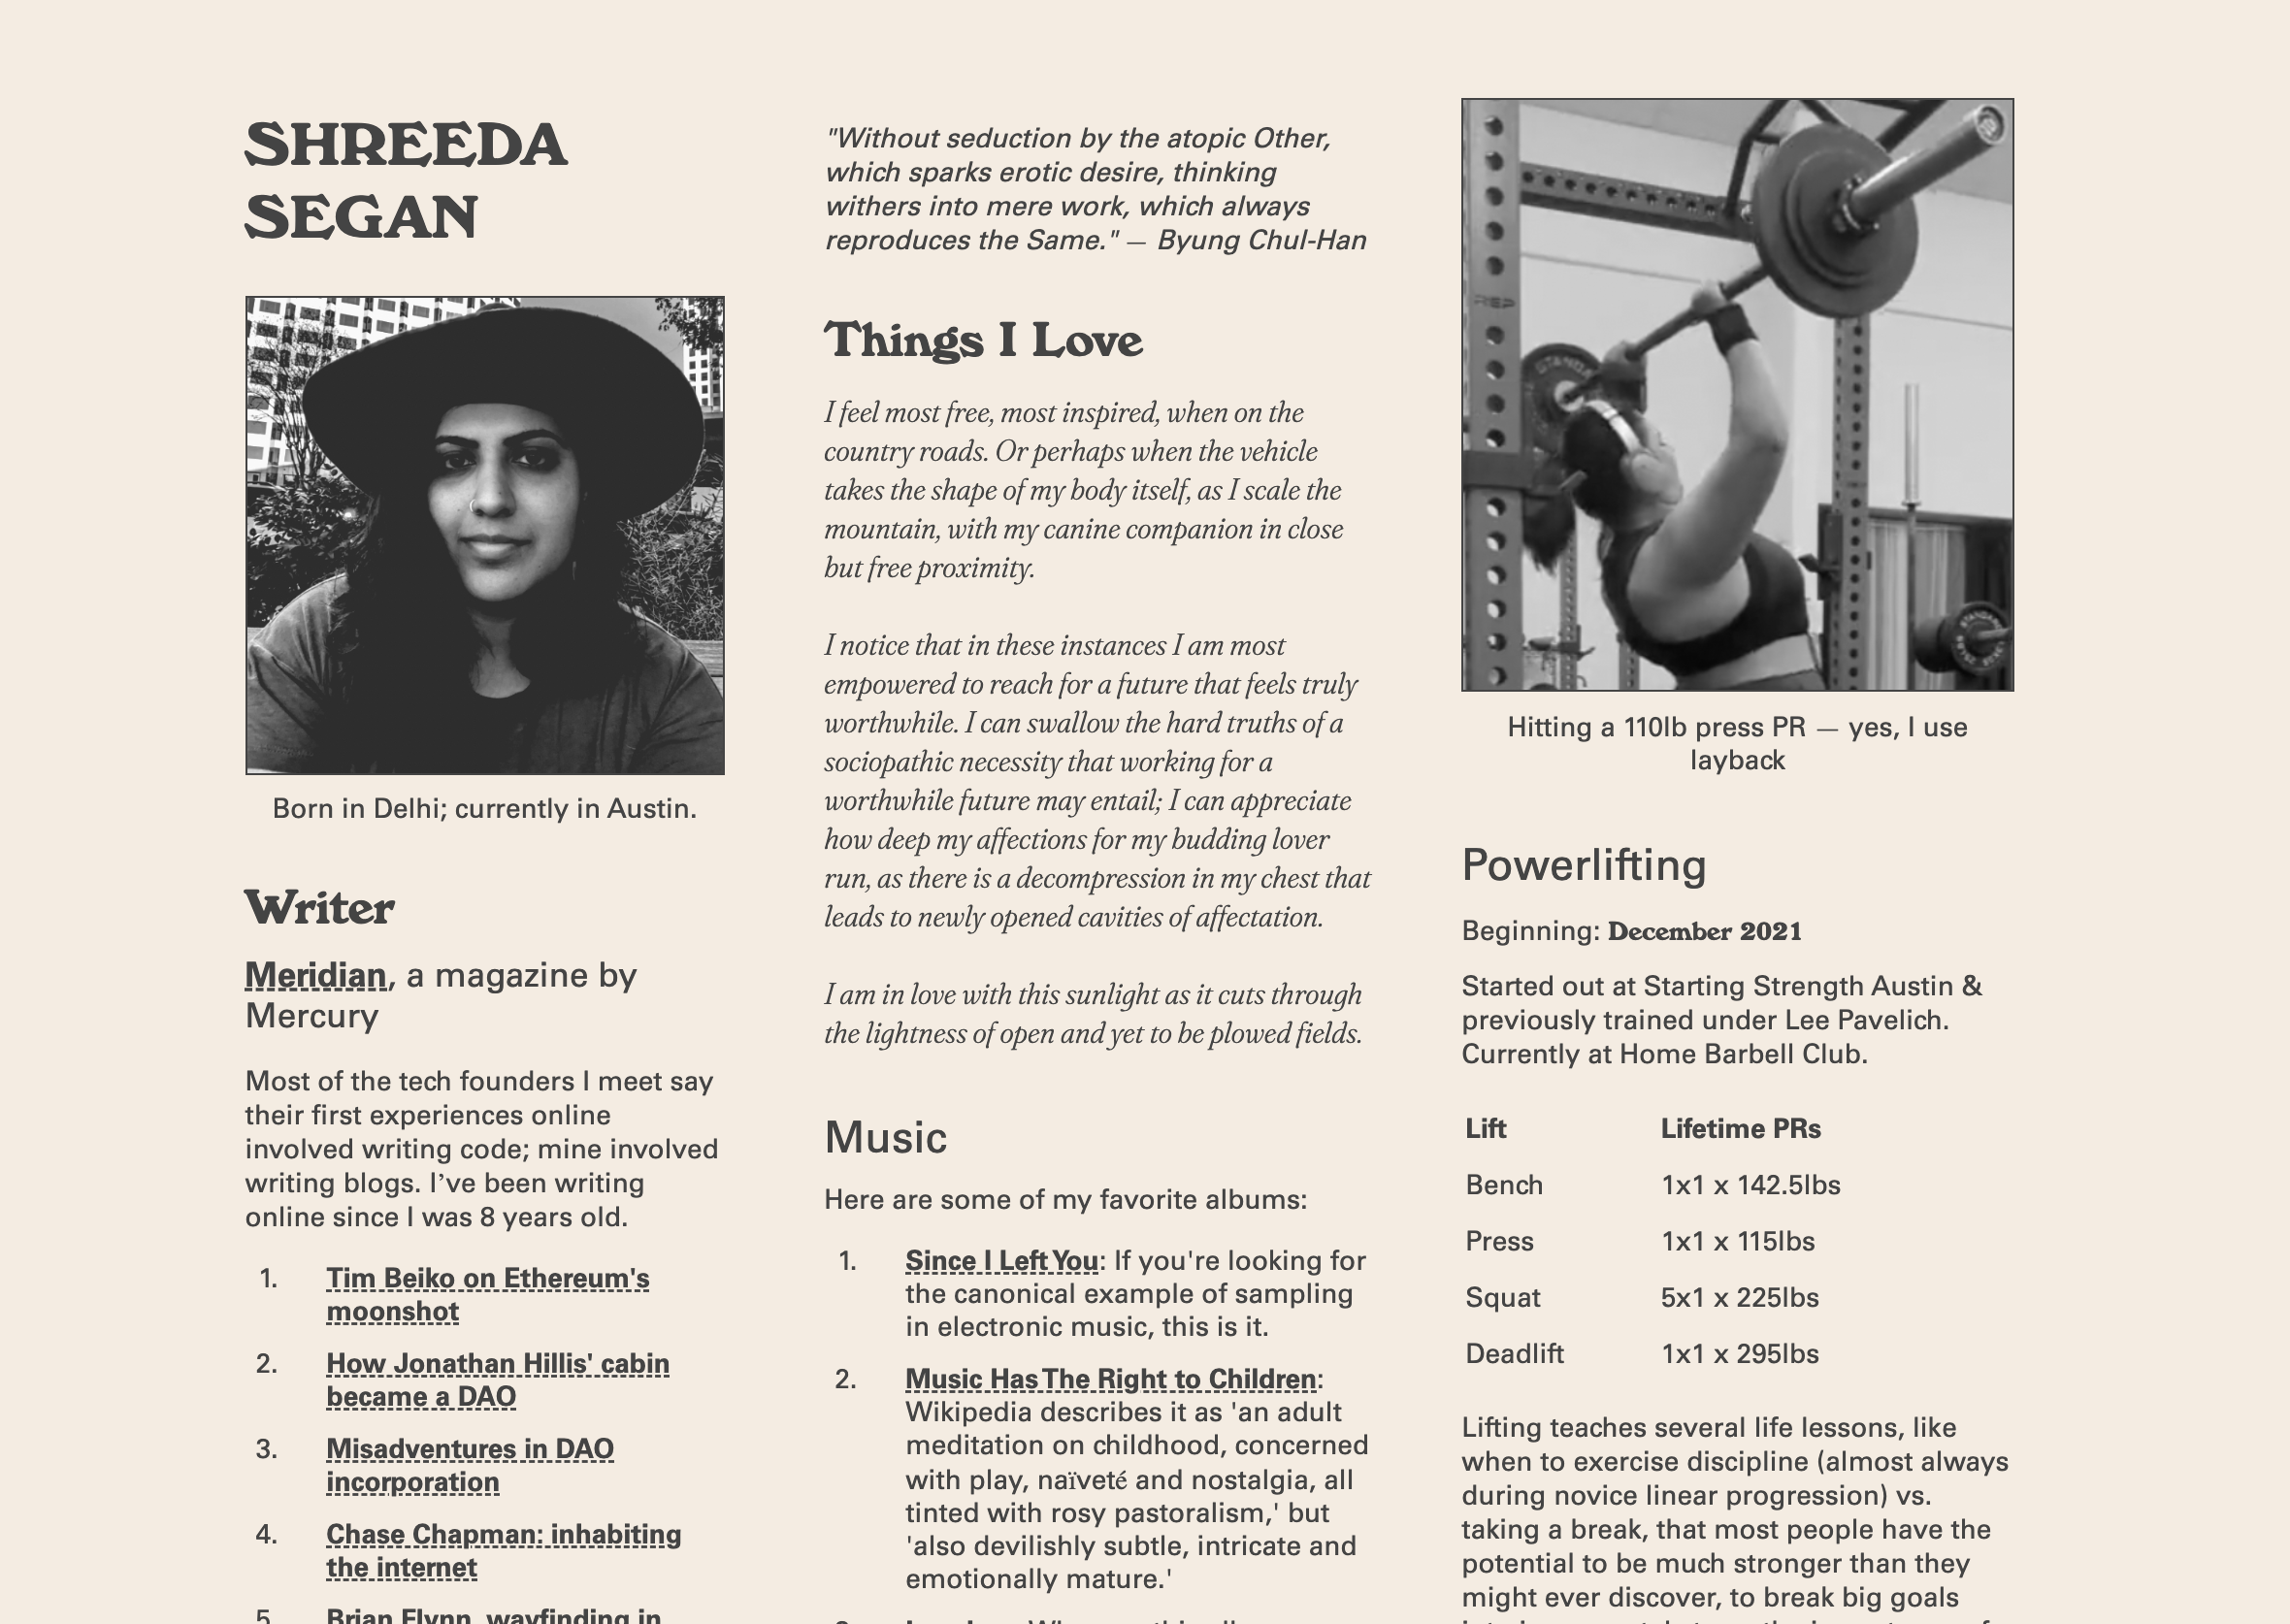 SHREEDA
SEGAN
Born in Delhi; currently in Austin.
Writer
Meridian, a magazine by
Mercury
Most of the tech founders I meet say
their first experiences online
involved writing code; mine involved
writing blogs. I’ve been writing
online since I was 8 years old.
1. Tim Beiko on Ethereum's
moonshot
2. How Jonathan Hillis' cabin
became a DAO
3. Misadventures in DAO
incorporation
4. Chase Chapman: inhabiting
the internet
5. Brian Flynn, wayfinding in
"Without seduction by the atopic Other,
which sparks erotic desire, thinking
withers into mere work, which always
reproduces the Same." — Byung Chul-Han
Things I Love
I feel most free, most inspired, when on the
country roads. Or perhaps when the vehicle
takes the shape of my body itself, as I scale the
mountain, with my canine companion in close
but free proximity.
I notice that in these instances I am most
empowered to reach for a future that feels truly
worthwhile. I can swallow the hard truths of a
sociopathic necessity that working for a
worthwhile future may entail; I can appreciate
how deep my affections for my budding lover
run, as there is a decompression in my chest that
leads to newly opened cavities of affectation.
I am in love with this sunlight as it cuts through
the lightness of open and yet to be plowed fields.
Music
Here are some of my favorite albums:
1. Since I Left You: If you're looking for
the canonical example of sampling
in electronic music, this is it.
2. Music Has The Right to Children:
Wikipedia describes it as 'an adult
meditation on childhood, concerned
with play, naïveté and nostalgia, all
tinted with rosy pastoralism,' but
'also devilishly subtle, intricate and
emotionally mature.'
REP
Hitting a 110lb press PR — yes, I use
layback
Powerlifting
Beginning: December 2021
Started out at Starting Strength Austin &
previously trained under Lee Pavelich.
Currently at Home Barbell Club.
Lift Lifetime PRs
Bench 1x1 x 142.5lbs
Press 1x1 x 115lbs
Squat 5x1 x 225lbs
Deadlift 1x1 x 295lbs
Lifting teaches several life lessons, like
when to exercise discipline (almost always
during novice linear progression) vs.
taking a break, that most people have the
potential to be much stronger than they
might ever discover, to break big goals